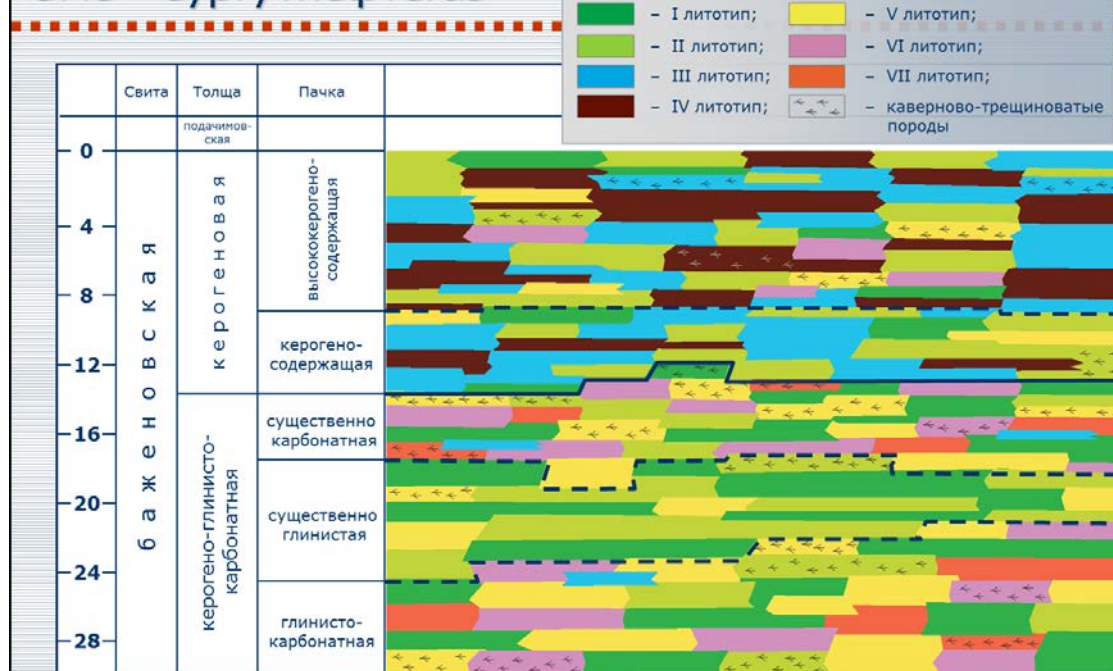 – I литотип;
– V литотип;
– II литотип;
– VI литотип;
– III литотип;
– VII литотип;
– IV литотип;
– каверново-трещиноватые
породы
Свита
Толща
Пачка
подачимов-
ская
0
4
8
12
16
20
24
28
баженовская
керогеновая
керогено-глинисто-
карбонатная
высококерогено-
содержащая
керогено-
содержащая
существенно
карбонатная
существенно
глинистая
глинисто-
карбонатная